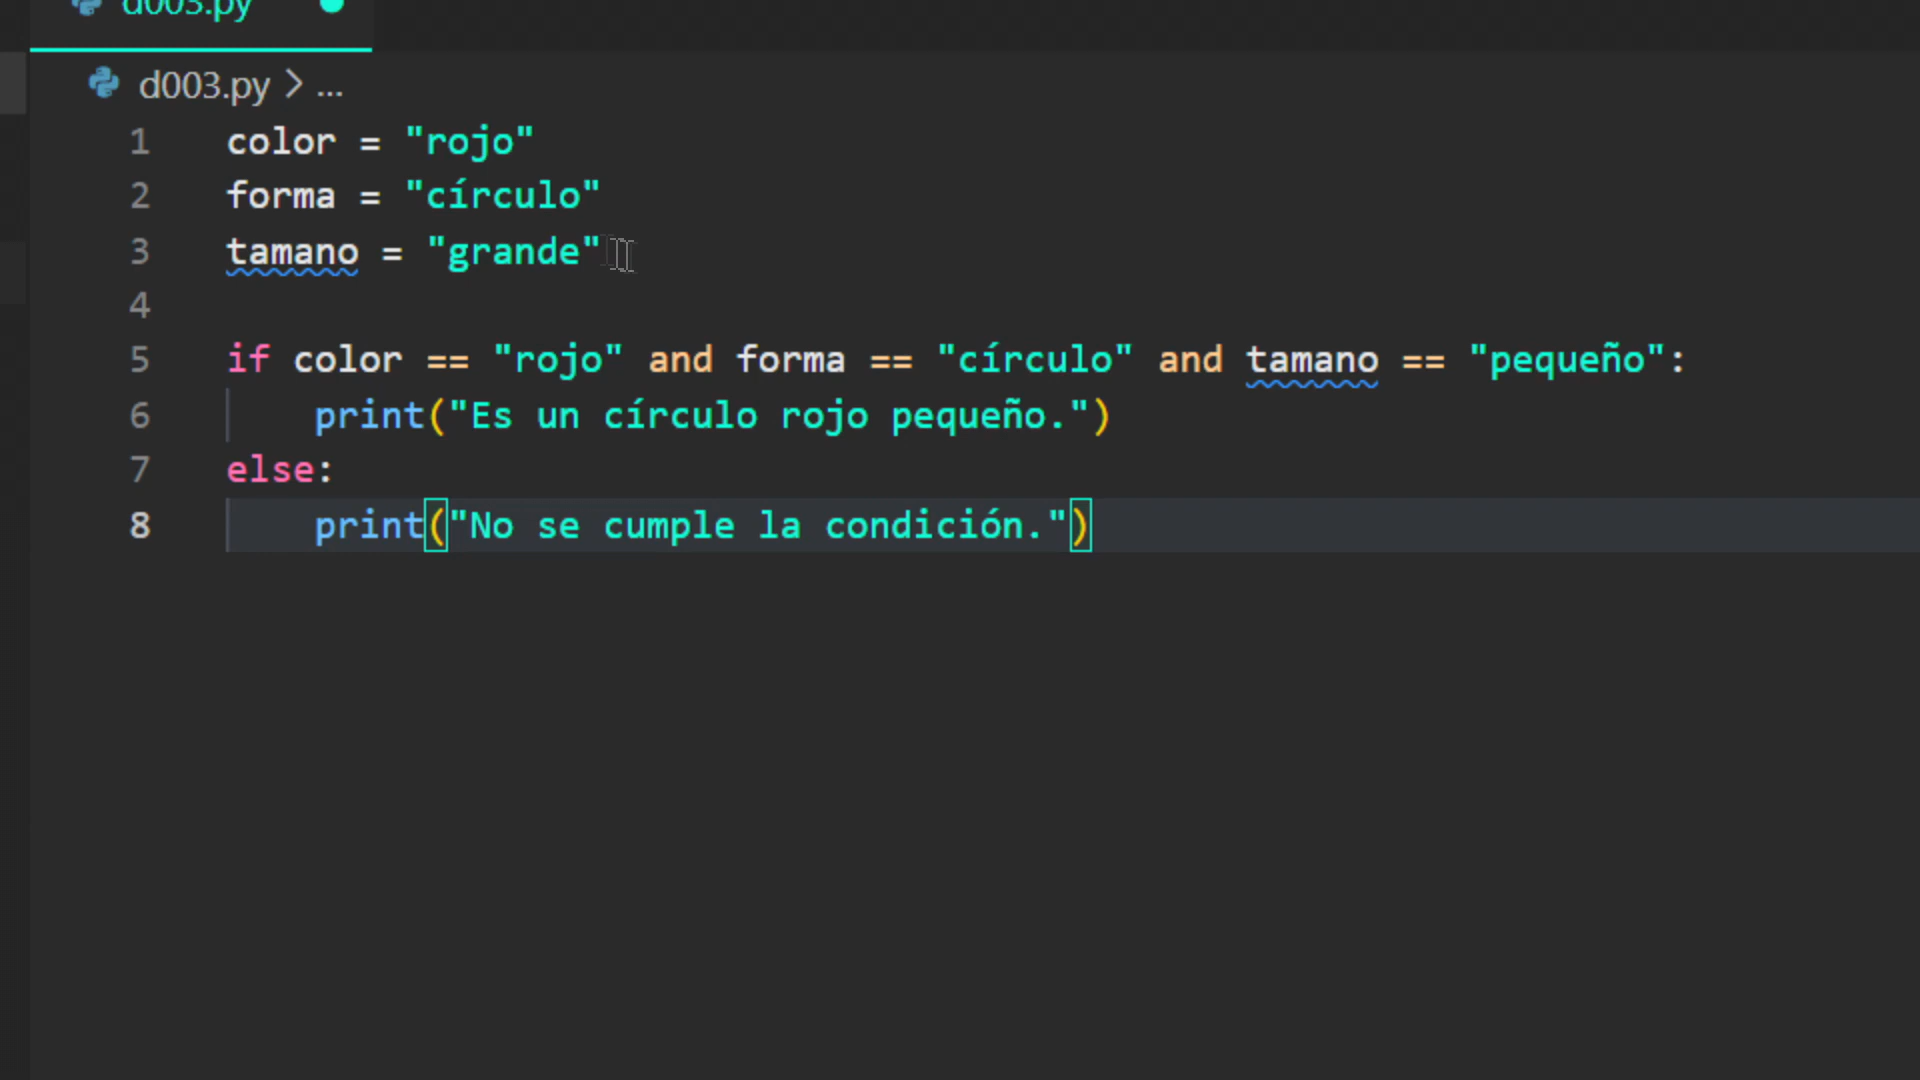 d003.py
d003.py > ...
1 color = "rojo"
2 forma = "círculo"
3 tamano = "grande"
4
5 if color == "rojo" and forma == "círculo" and tamano == "pequeño":
6     print("Es un círculo rojo pequeño.")
7 else:
8     print("No se cumple la condición.")